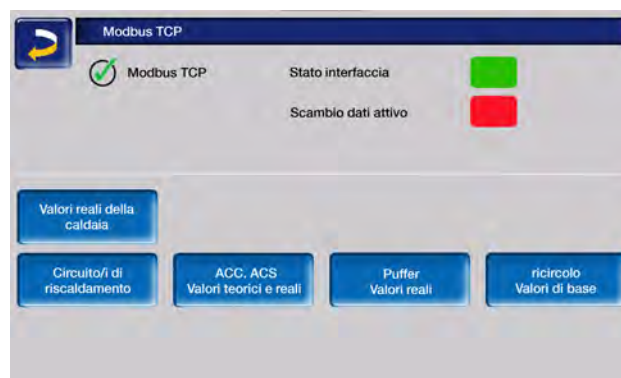 Modbus TCP
Modbus TCP
Stato interfaccia
Scambio dati attivo
Valori reali della
caldaia
Circuito/i di
riscaldamento
ACC. ACS
Valori teorici e reali
Puffer
Valori reali
ricircolo
Valori di base